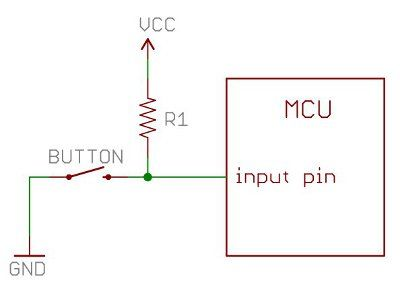 VCC
R1
MCU
BUTTON
input pin
GND